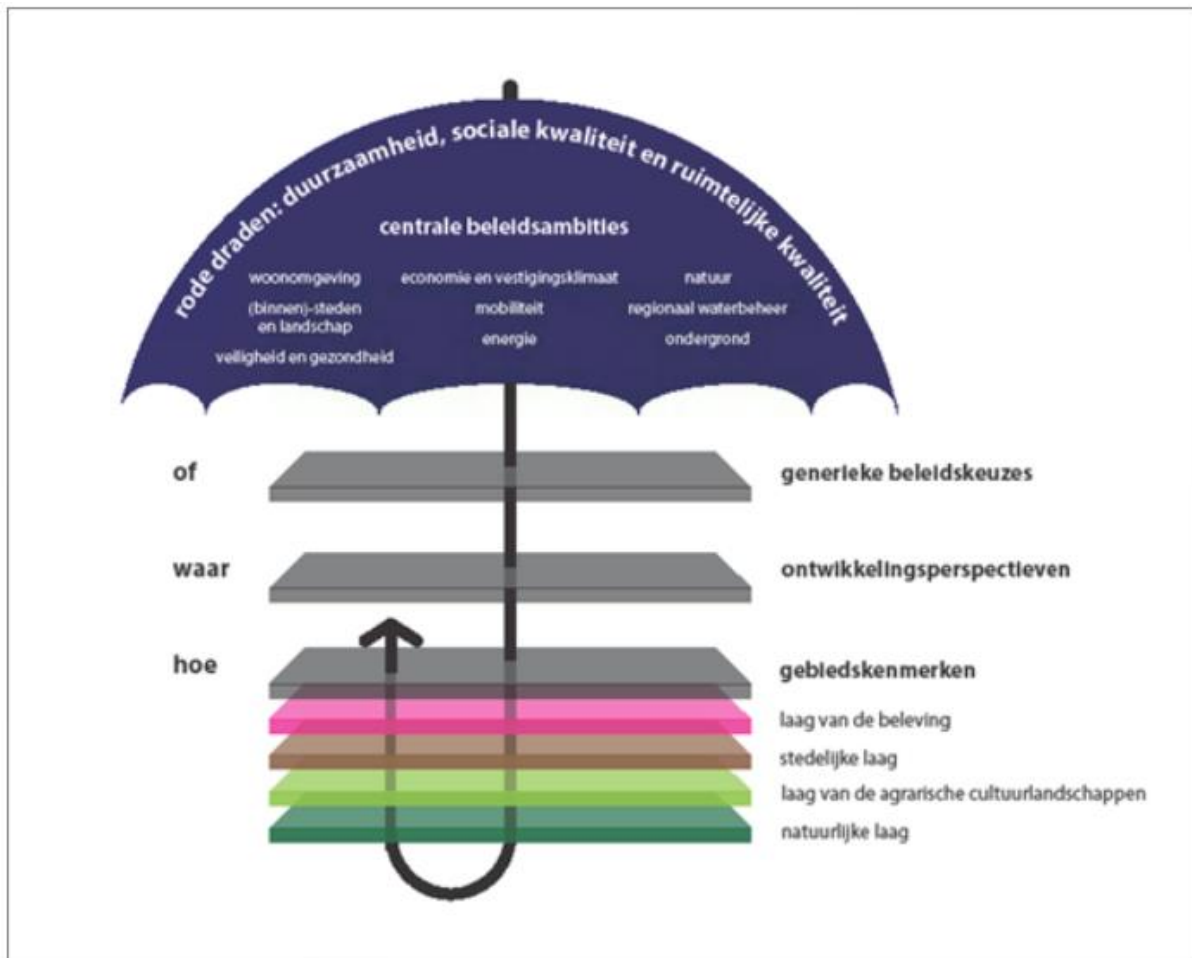 rode draden: duurzaamheid, sociale kwaliteit en ruimtelijke kwaliteit
centrale beleidsambities
woonomgeving
(binnen)-steden
en landschap
veiligheid en gezondheid
economie en vestigingsklimaat
mobiliteit
energie
natuur
regionaal waterbeheer
ondergrond
of
generieke beleidskeuzes
waar
ontwikkelingsperspectieven
hoe
gebiedskenmerken
laag van de beleving
stedelijke laag
laag van de agrarische cultuurlandschappen
natuurlijke laag